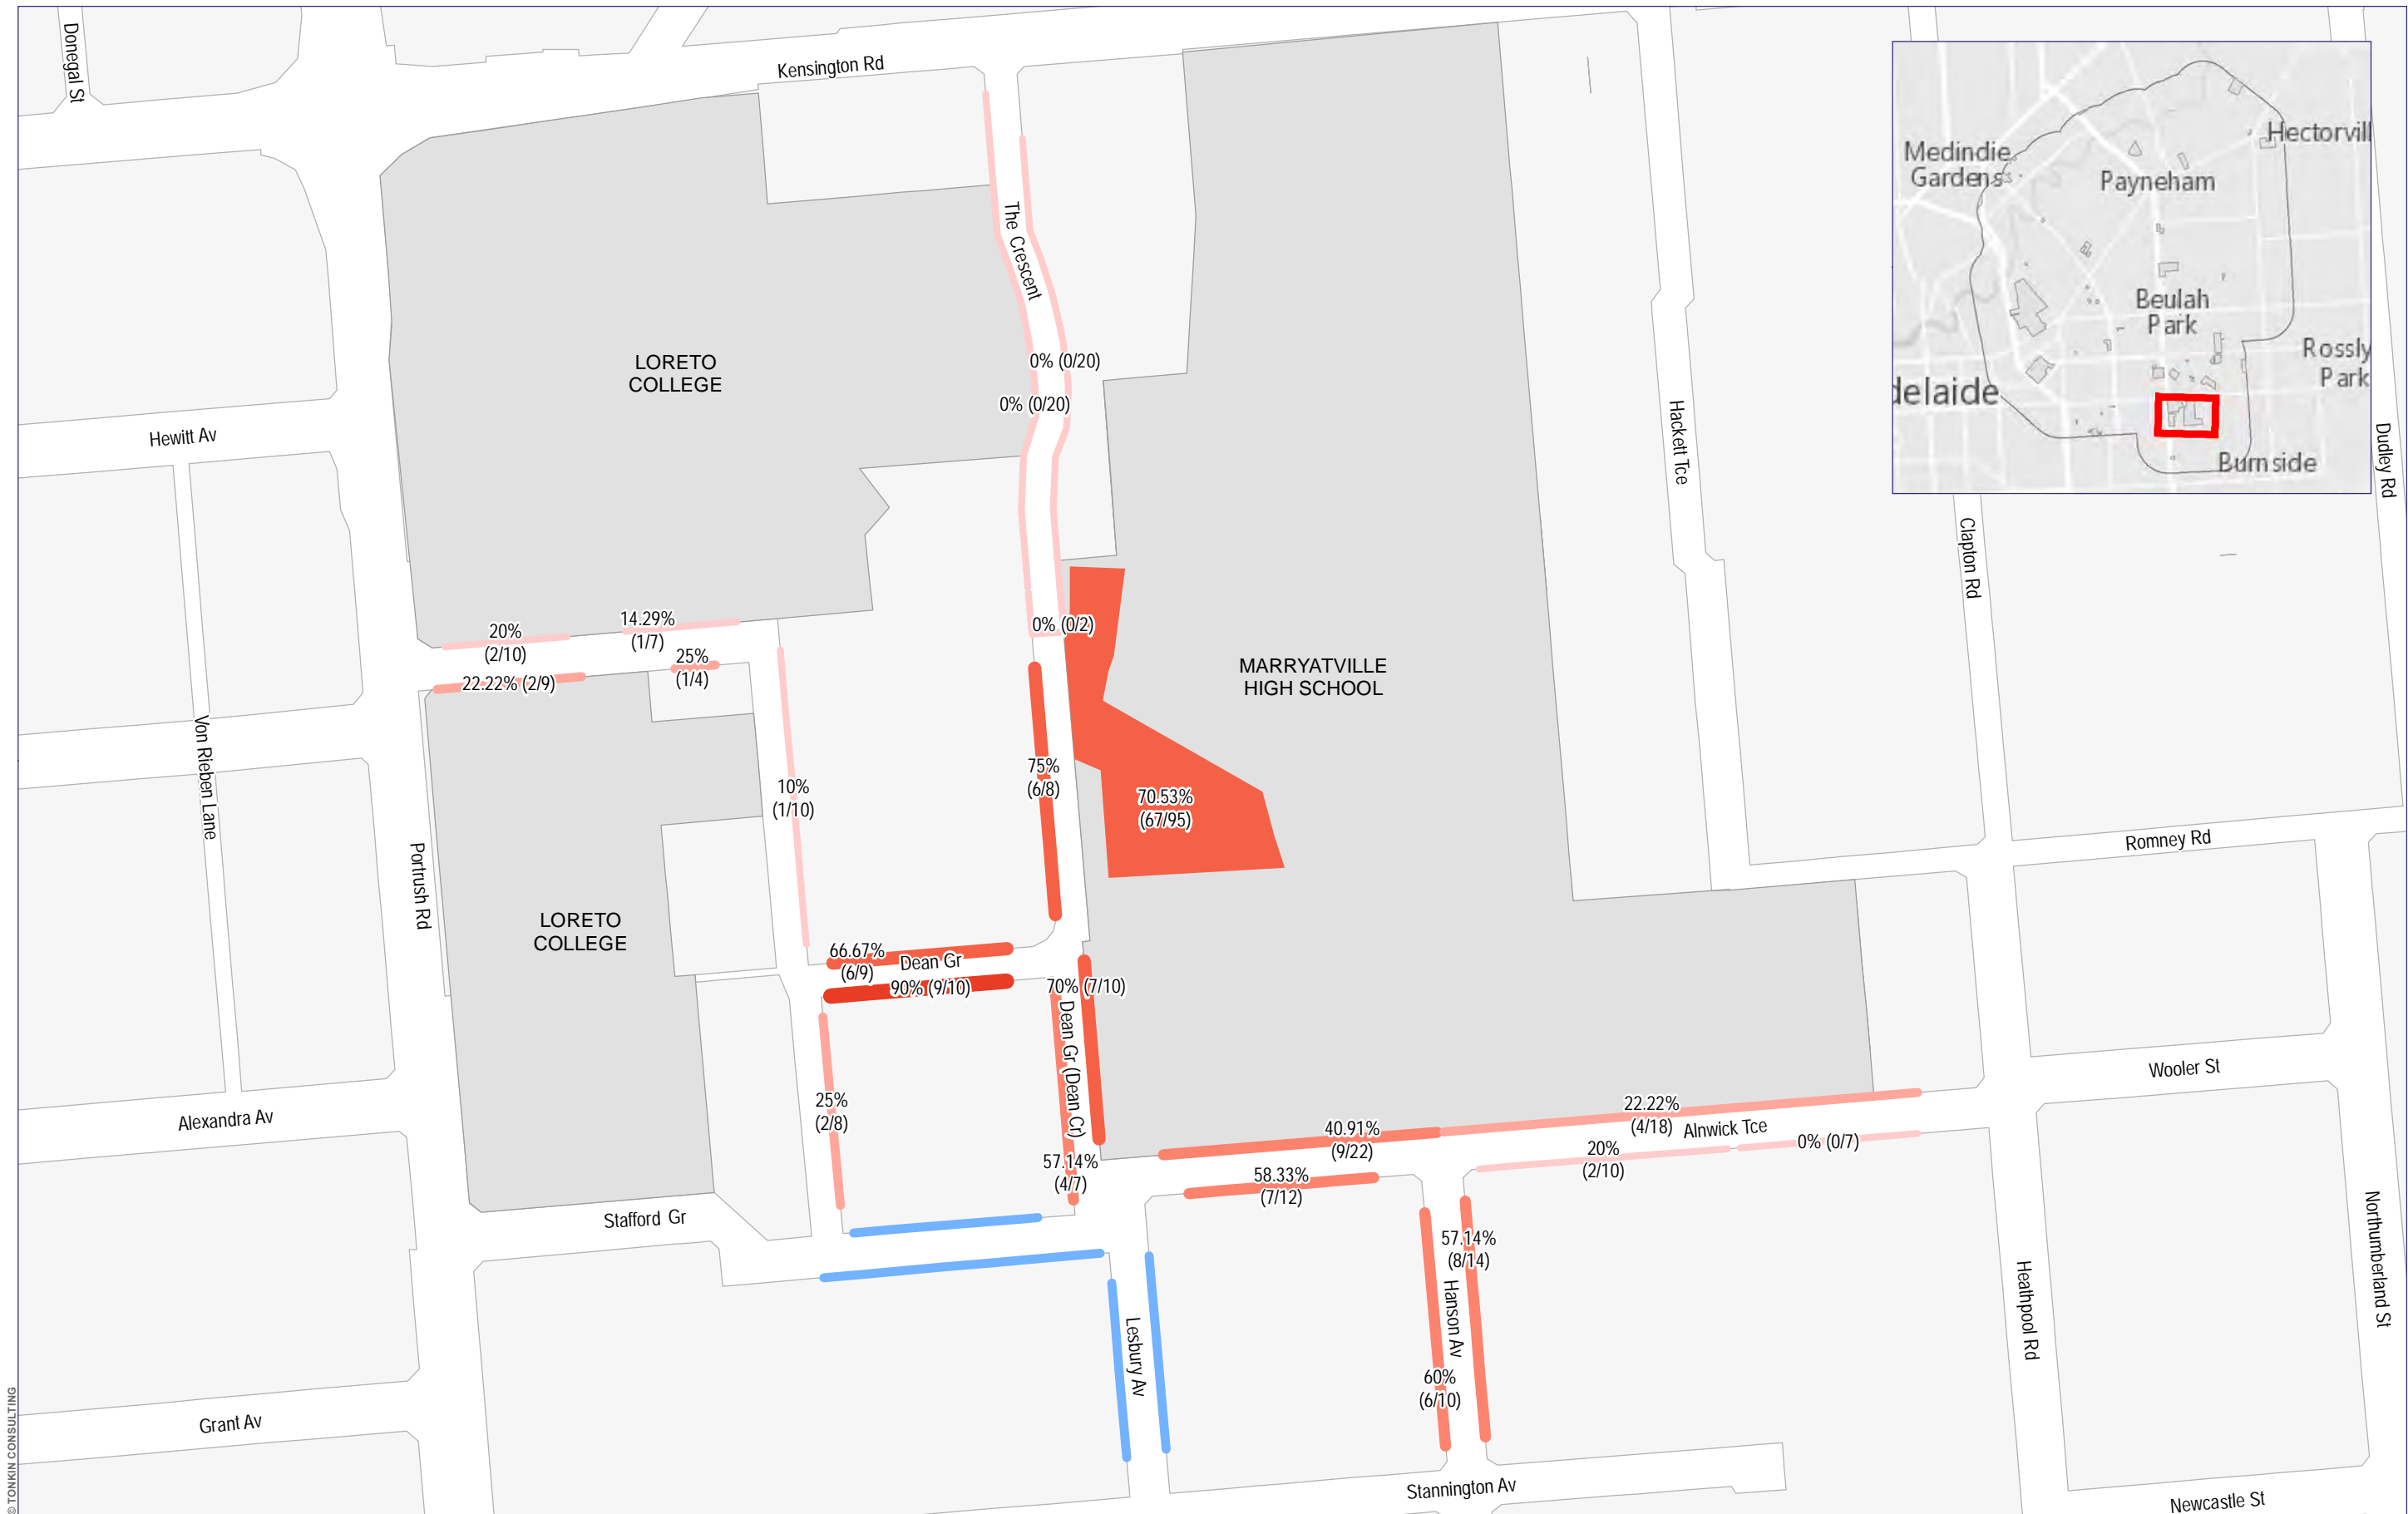 Donegal St
Kensington Rd
Medindie
Gardens
Hectorvill
Payneham
Beulah
Park
Rossly
Park
delaide
Burnside
The Crescent
LORETO
COLLEGE
0% (0/20)
0% (0/20)
Hewitt Av
Hackett Tce
Dudley Rd
Clapton Rd
20%
(2/10)
14.29%
(1/7)
0% (0/2)
25%
(1/4)
22.22% (2/9)
MARRYATVILLE
HIGH SCHOOL
Von Rieben Lane
75%
(6/8)
10%
(1/10)
70.53%
(67/95)
Romney Rd
Portrush Rd
LORETO
COLLEGE
66.67%
(6/9)
Dean Gr
90% (9/10)
70% (7/10)
Dean Gr (Dean Cr)
Wooler St
25%
(2/8)
Alexandra Av
22.22%
(4/18)
Alnwick Tce
40.91%
(9/22)
0% (0/7)
20%
(2/10)
57.14%
(4/7)
58.33%
(7/12)
Stafford Gr
57.14%
(8/14)
Northumberland St
Heathpool Rd
Hanson Av
Lesbury Av
60%
(6/10)
Grant Av
Stannington Av
Newcastle St
© TONKIN CONSULTING